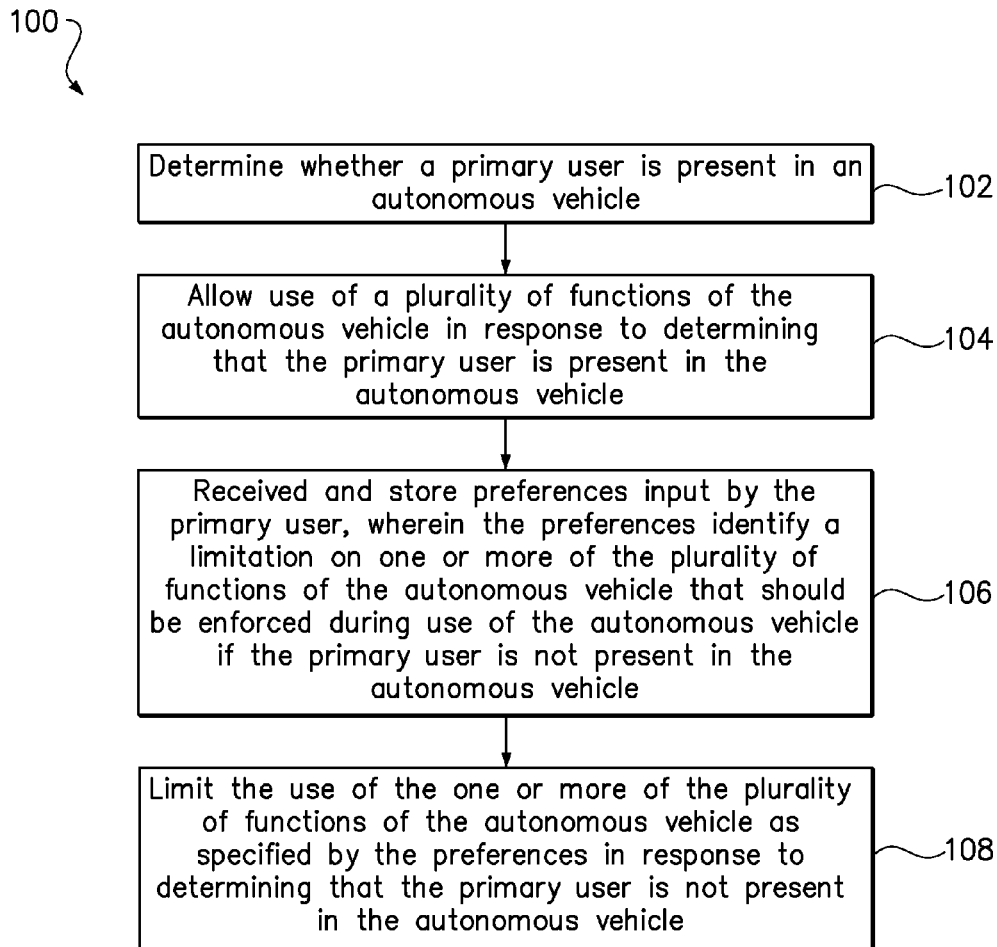 100
Determine whether a primary user is present in an
autonomous vehicle
102
Allow use of a plurality of functions of the
autonomous vehicle in response to determining
that the primary user is present in the
autonomous vehicle
104
Received and store preferences input by the
primary user, wherein the preferences identify a
limitation on one or more of the plurality of
functions of the autonomous vehicle that should
be enforced during use of the autonomous vehicle
if the primary user is not present in the
autonomous vehicle
106
Limit the use of the one or more of the plurality
of functions of the autonomous vehicle as
specified by the preferences in response to
determining that the primary user is not present
in the autonomous vehicle
108